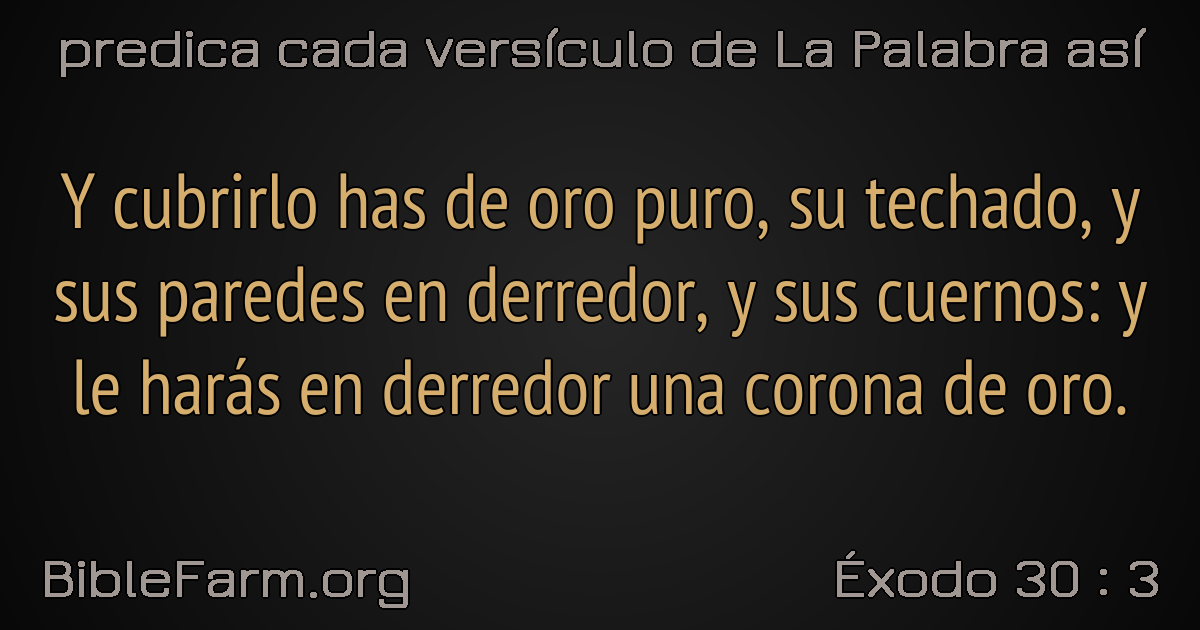 predica cada versículo de La Palabra así
Y cubrirlo has de oro puro, su techado, y
sus paredes en derredor, y sus cuernos: y
le harás en derredor una corona de oro.
BibleFarm.org
Éxodo 30 : 3